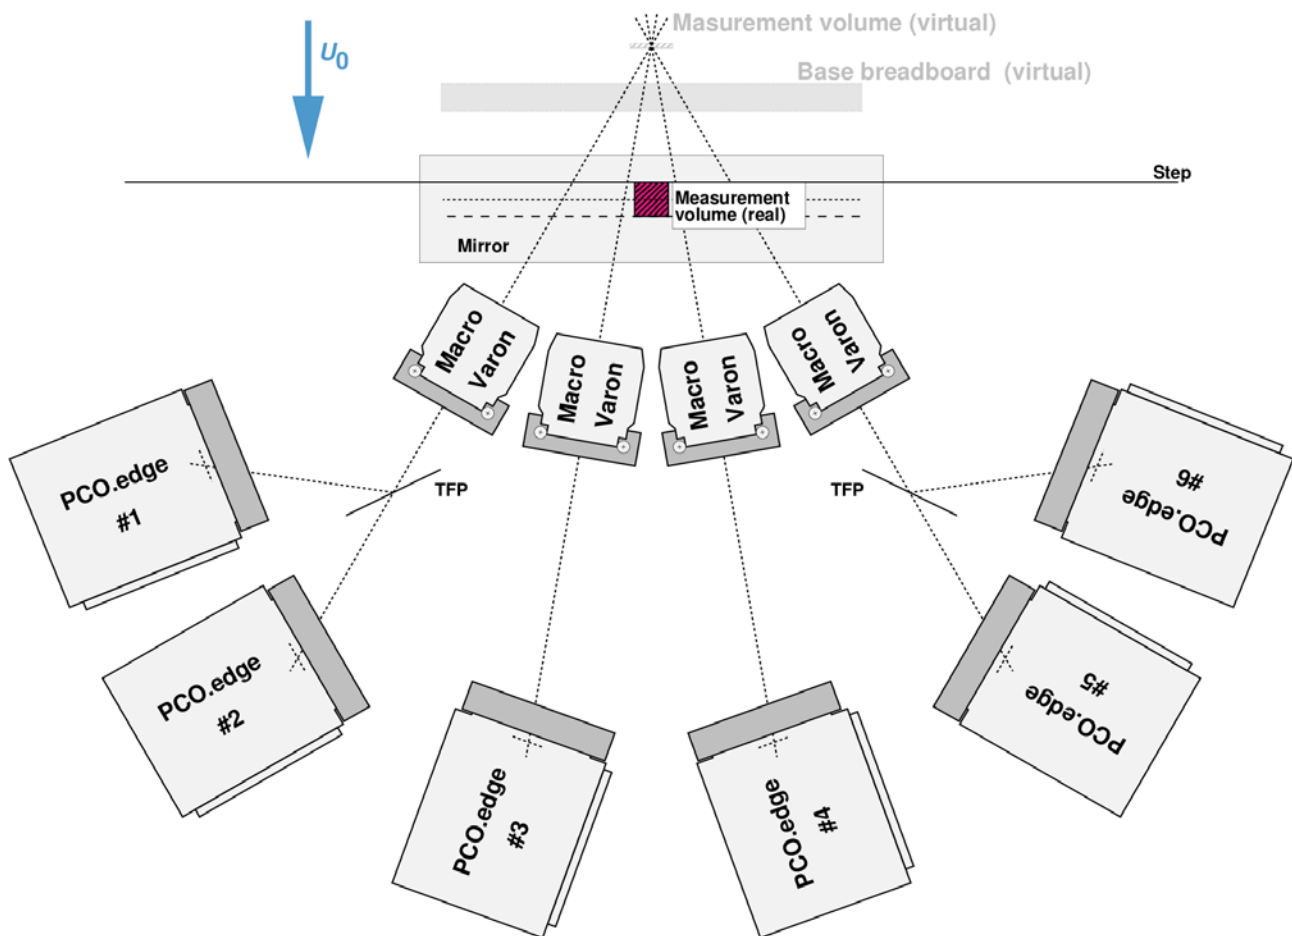 Masurement volume (virtual)
U0
Base breadboard (virtual)
Step
Measurement
volume (real)
Mirror
Macro
Varon
Macro
Varon
Macro
Varon
Macro
Varon
PCO.edge
#1
TFP
TFP
PCO.edge
#6
PCO.edge
#2
PCO.edge
#5
PCO.edge
#3
PCO.edge
#4